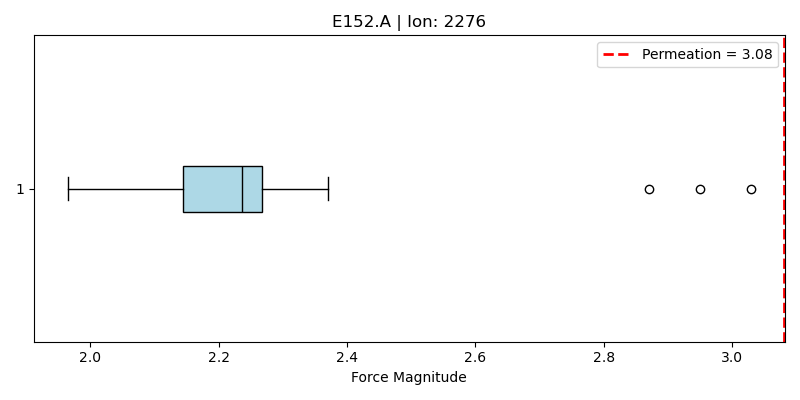 E152.A | Ion: 2276
Permeation = 3.08
1
2.0 2.2 2.4 2.6 2.8 3.0
Force Magnitude